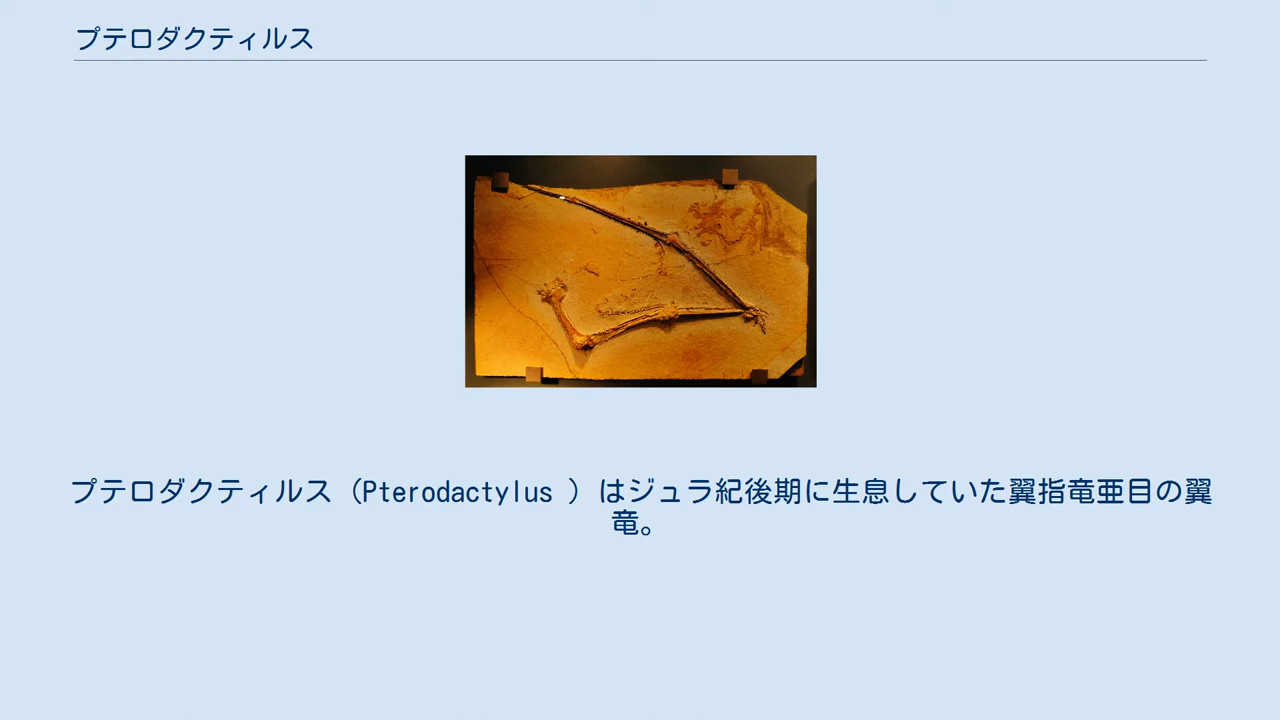 プテロダクティルス
プテロダクティルス（Pterodactylus ）はジュラ紀後期に生息していた翼指竜亜目の翼
竜。